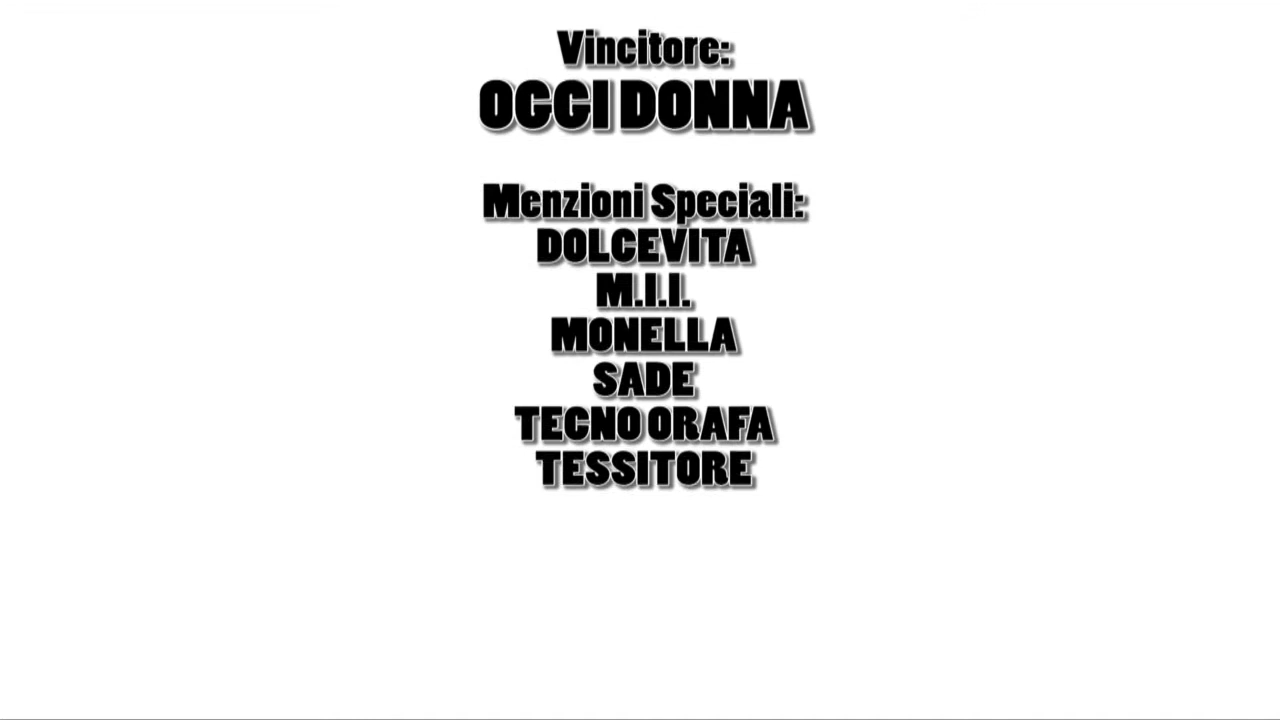 Vincitore:
OGGI DONNA
Menzioni Speciali:
DOLCEVITA
M.I.I.
MONELLA
SADE
TECNO ORAFA
TESSITORE